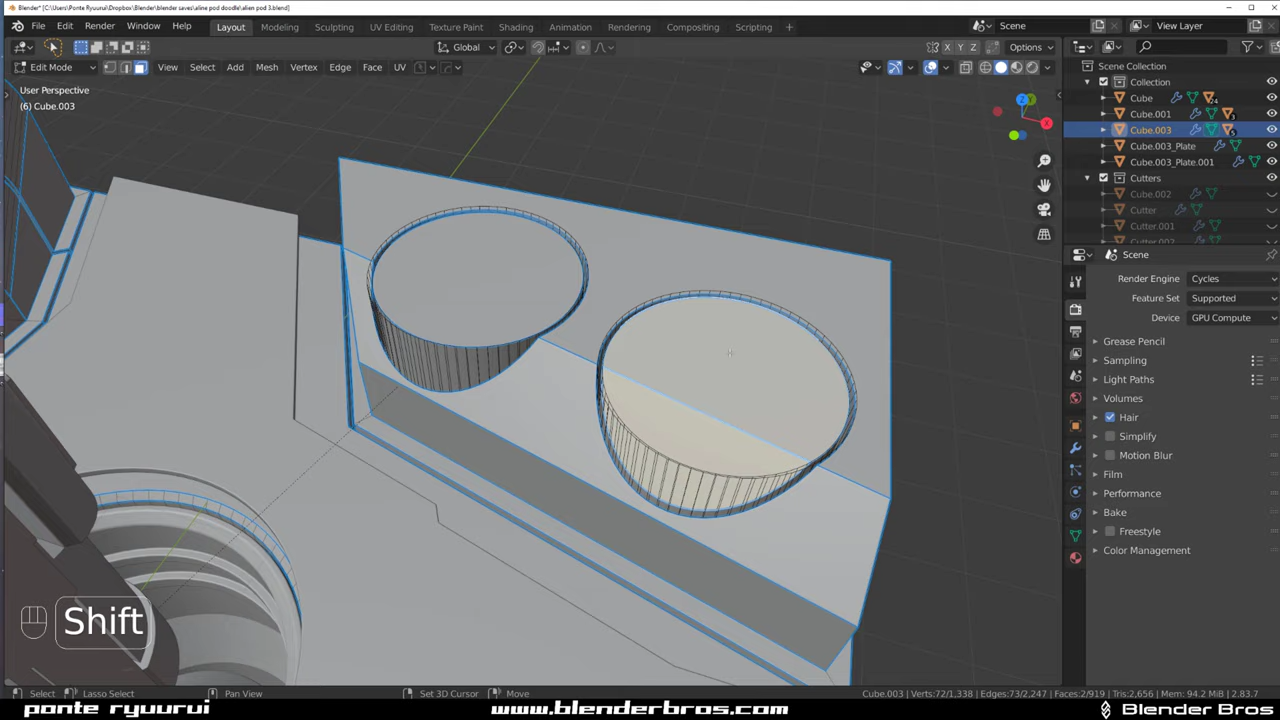 Blender* [C:\Users\Ponte Ryuurui\Dropbox\Blender\blender saves\aline pod doodle\alien pod 3.blend]
File Edit Render Window Help Layout Modeling Sculpting UV Editing Texture Paint Shading Animation Rendering Compositing Scripting + Scene View Layer
Global X Y Z Options
Edit Mode View Select Add Mesh Vertex Edge Face UV
User Perspective
(6) Cube.003
Scene Collection
Collection
Cube 24
Cube.001 3
Cube.003 5
Cube.003_Plate
Cube.003_Plate.001
Cutters
Cube.002
Cutter
Cutter.001
Cutter.002
Z
Y
X
Scene
Render Engine Cycles
Feature Set Supported
Device GPU Compute
Grease Pencil
Sampling
Light Paths
Volumes
Hair
Simplify
Motion Blur
Film
Performance
Bake
Freestyle
Color Management
Shift
Select Lasso Select Pan View Set 3D Cursor Move Cube.003 | Verts:72/1,338 | Edges:73/2,247 | Faces:2/919 | Tris:2,656 | Mem: 94.2 MiB | 2.83.7
ponte ryuurui www.blenderbros.com Blender Bros